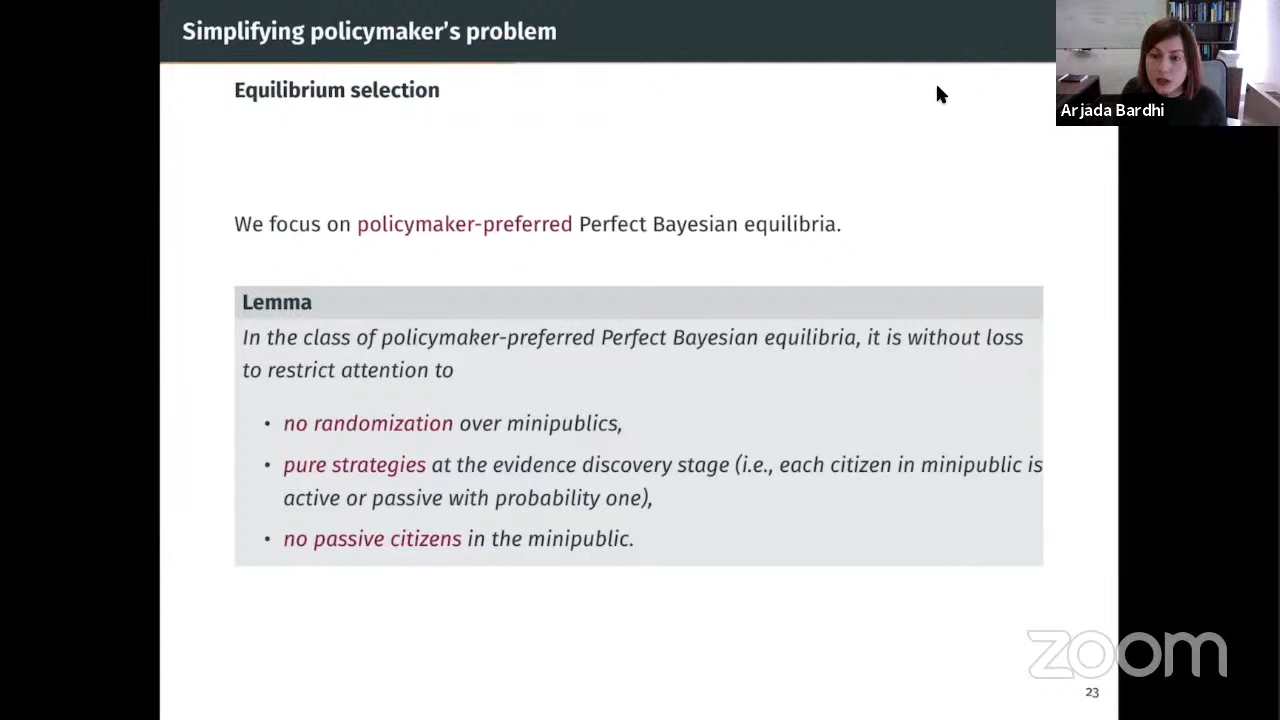 Simplifying policymaker's problem
Equilibrium selection
Arjada Bardhi
We focus on policymaker-preferred Perfect Bayesian equilibria.
Lemma
In the class of policymaker-preferred Perfect Bayesian equilibria, it is without loss
to restrict attention to
• no randomization over minipublics,
• pure strategies at the evidence discovery stage (i.e., each citizen in minipublic is
active or passive with probability one),
• no passive citizens in the minipublic.
zoom
23